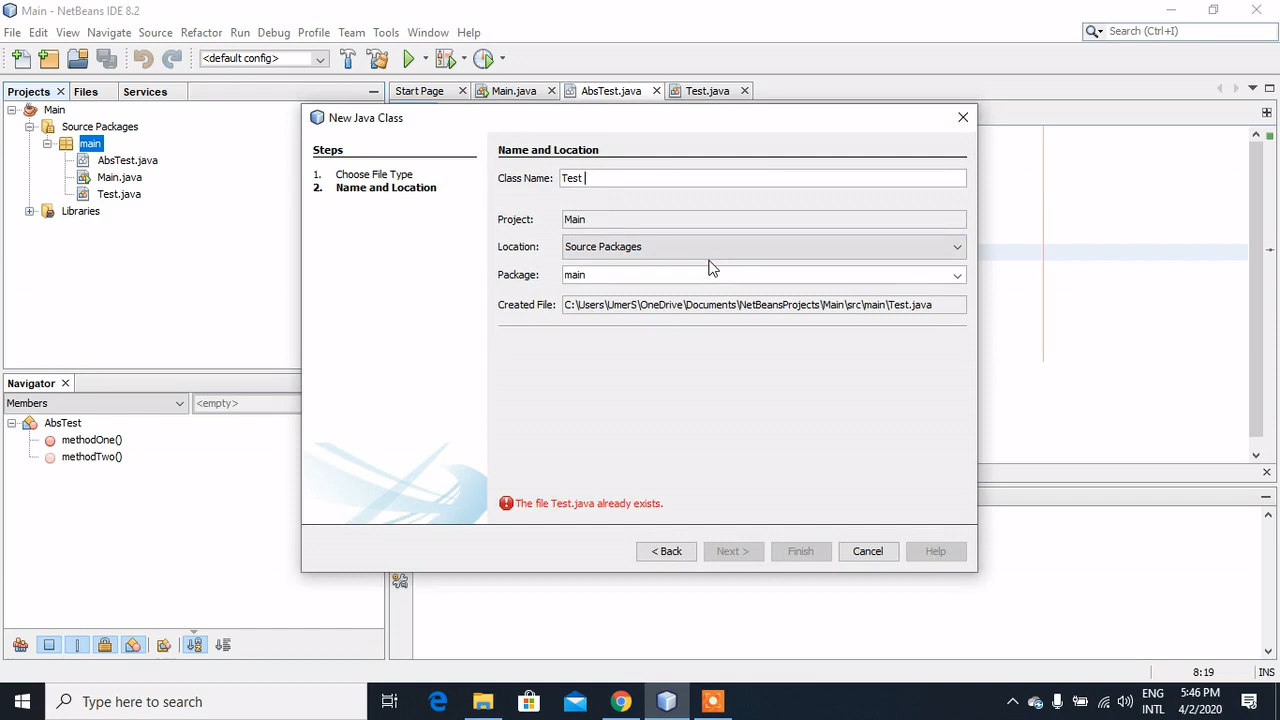 Main - NetBeans IDE 8.2
File Edit View Navigate Source Refactor Run Debug Profile Team Tools Window Help
Search (Ctrl+I)
<default config>
Projects Files Services
Start Page Main.java AbsTest.java Test.java
Main
Source Packages
main
AbsTest.java
Main.java
Test.java
Libraries
New Java Class
Steps
1. Choose File Type
2. Name and Location
Name and Location
Class Name: Test
Project: Main
Location: Source Packages
Package: main
Created File: C:\Users\UmerS\OneDrive\Documents\NetBeansProjects\Main\src\main\Test.java
The file Test.java already exists.
< Back Next > Finish Cancel Help
Navigator
Members <empty>
AbsTest
methodOne()
methodTwo()
8:19 INS
Type here to search
ENG
INTL
5:46 PM
4/2/2020